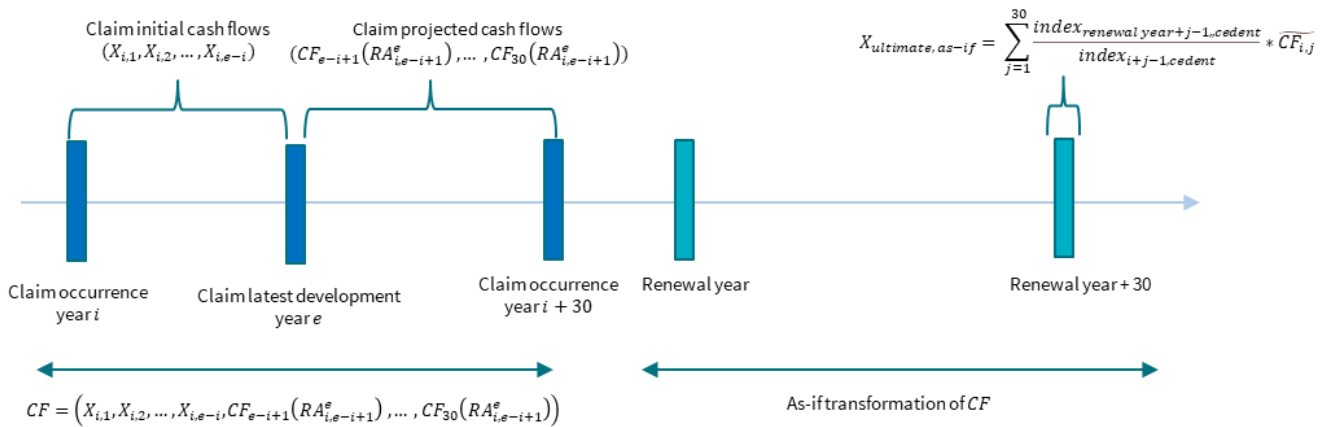 Claim initial cash flows
(X_{i,1}, X_{i,2}, … , X_{i,e−i})
Claim projected cash flows
(CF_{e−i+1}(RA^e_{i,e−i+1}) , … , CF_{30}(RA^e_{i,e−i+1}))
X_{ultimate,as−if} = \sum_{j=1}^{30} \frac{index_{renewal year+j−1,cedent}}{index_{i+j−1,cedent}} * \widetilde{CF_{i,j}}
Claim occurrence
year i
Claim latest development
year e
Claim occurrence
year i + 30
Renewal year
Renewal year + 30
CF = (X_{i,1}, X_{i,2}, … , X_{i,e−i}, CF_{e−i+1}(RA^e_{i,e−i+1}) , … , CF_{30}(RA^e_{i,e−i+1}))
As-if transformation of CF